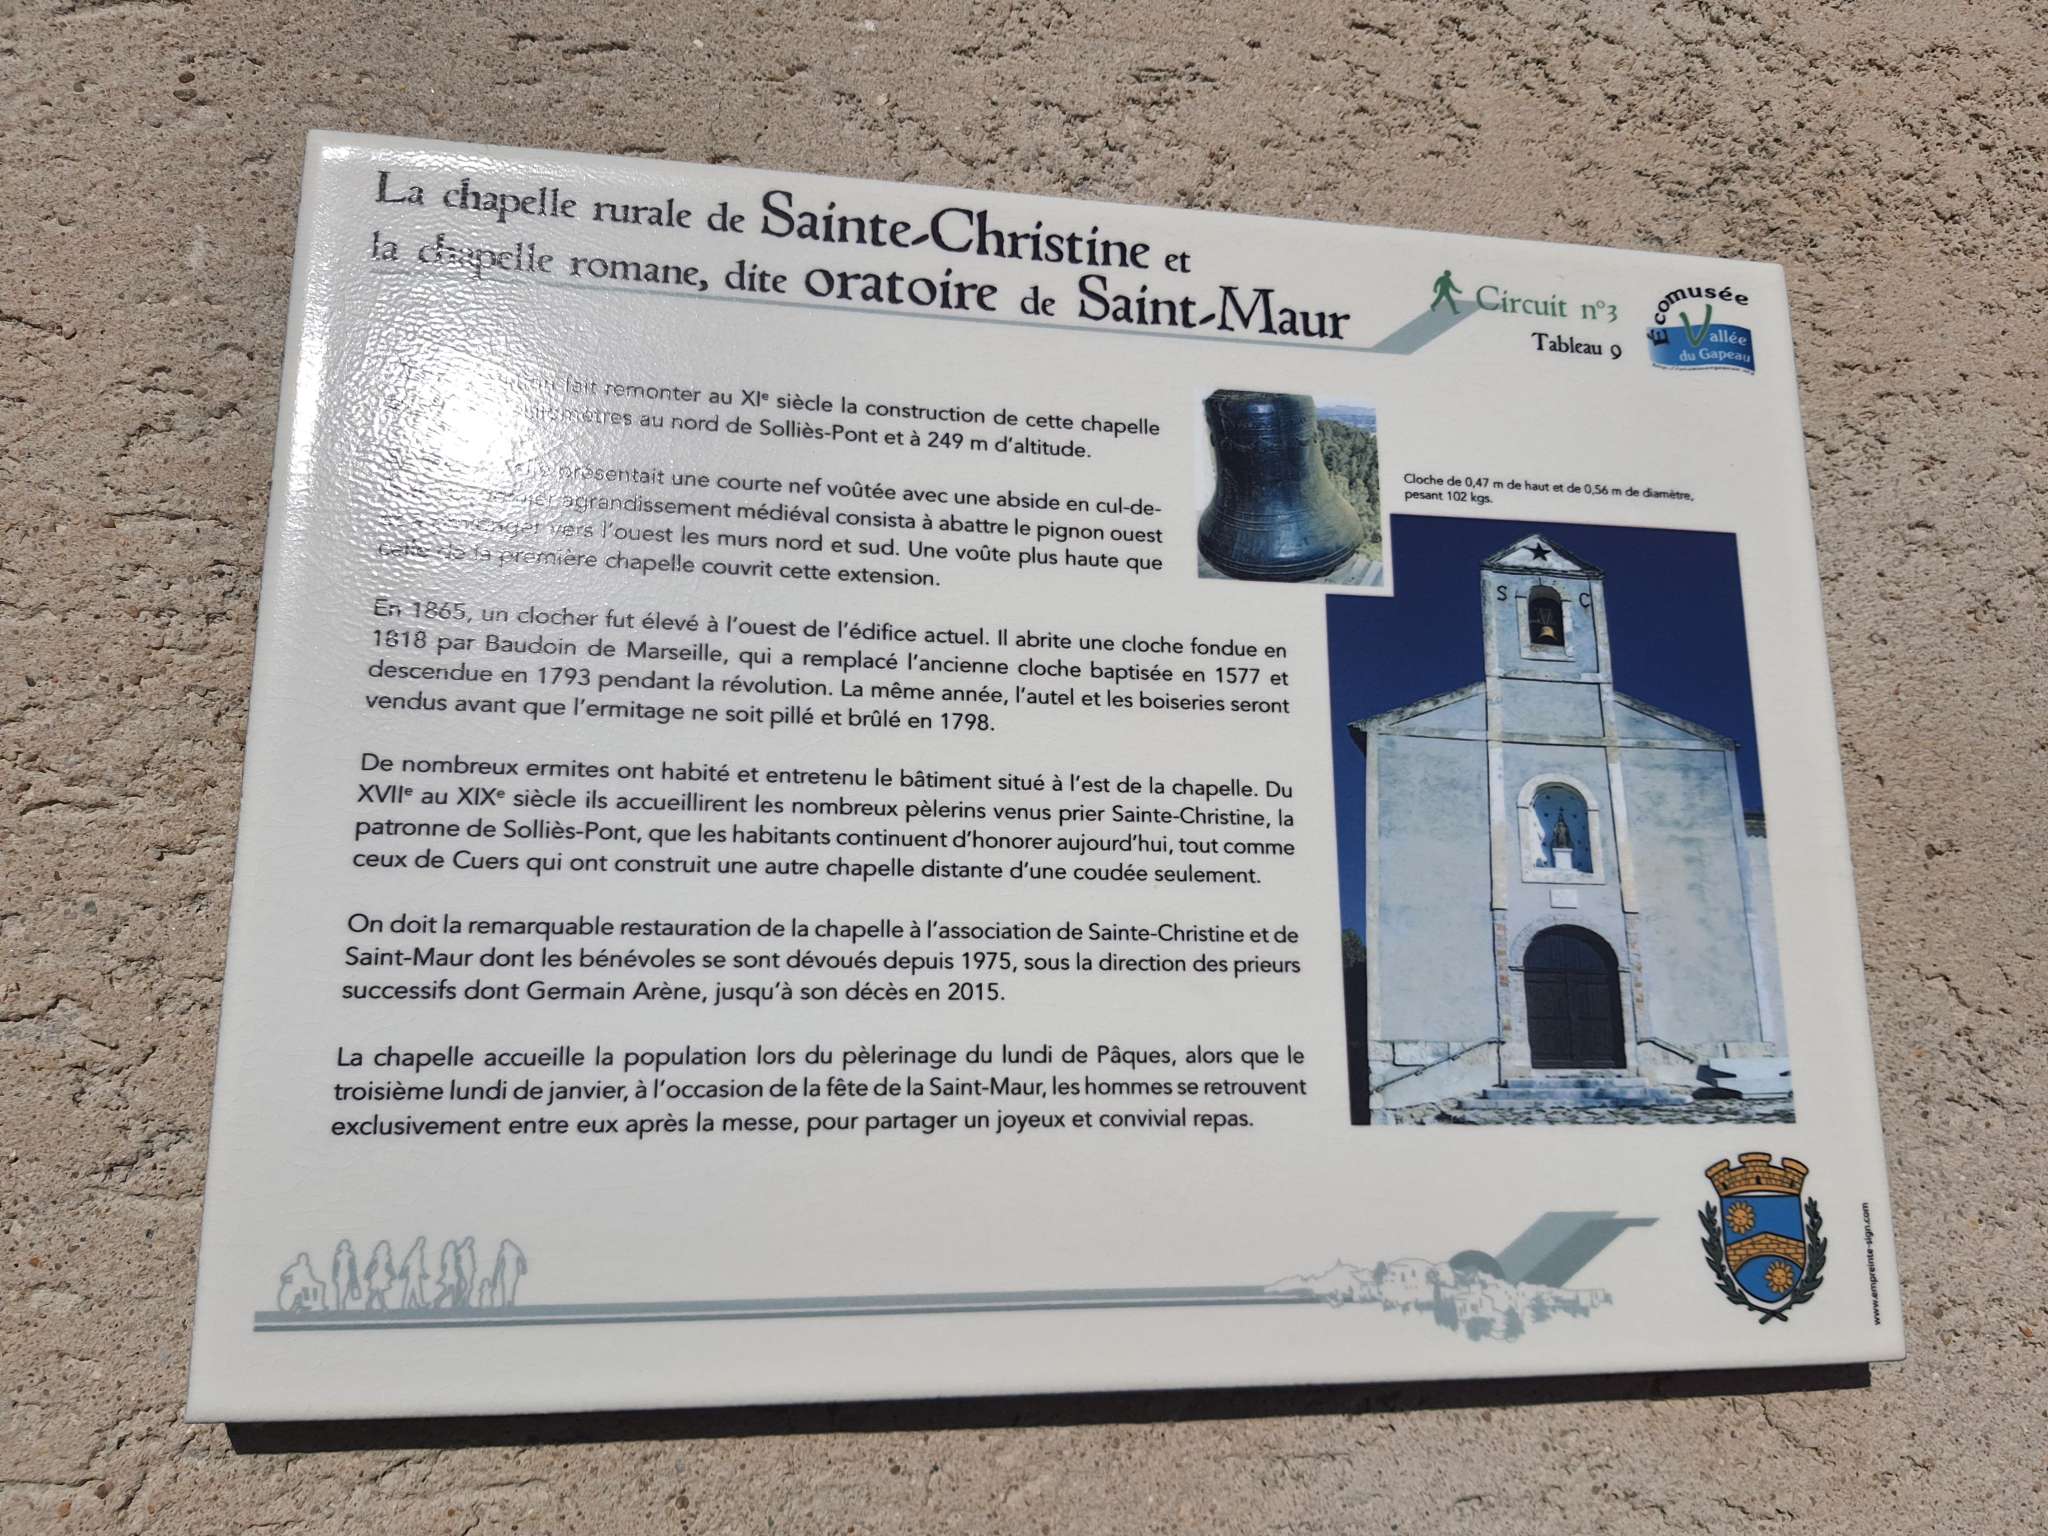 La chapelle rurale de Sainte-Christine et
la chapelle romane, dite oratoire de Saint-Maur
Circuit n°3
Tableau 9
Écomusée
Vallée
du Gapeau
fait remonter au XIe siècle la construction de cette chapelle
kilomètres au nord de Solliès-Pont et à 249 m d'altitude.
présentait une courte nef voûtée avec une abside en cul-de-
agrandissement médiéval consista à abattre le pignon ouest
vers l'ouest les murs nord et sud. Une voûte plus haute que
celle de la première chapelle couvrit cette extension.
En 1865, un clocher fut élevé à l'ouest de l'édifice actuel. Il abrite une cloche fondue en
1818 par Baudoin de Marseille, qui a remplacé l'ancienne cloche baptisée en 1577 et
descendue en 1793 pendant la révolution. La même année, l'autel et les boiseries seront
vendus avant que l'ermitage ne soit pillé et brûlé en 1798.
De nombreux ermites ont habité et entretenu le bâtiment situé à l'est de la chapelle. Du
XVIIe au XIXe siècle ils accueillirent les nombreux pèlerins venus prier Sainte-Christine, la
patronne de Solliès-Pont, que les habitants continuent d'honorer aujourd'hui, tout comme
ceux de Cuers qui ont construit une autre chapelle distante d'une coudée seulement.
On doit la remarquable restauration de la chapelle à l'association de Sainte-Christine et de
Saint-Maur dont les bénévoles se sont dévoués depuis 1975, sous la direction des prieurs
successifs dont Germain Arène, jusqu'à son décès en 2015.
La chapelle accueille la population lors du pèlerinage du lundi de Pâques, alors que le
troisième lundi de janvier, à l'occasion de la fête de la Saint-Maur, les hommes se retrouvent
exclusivement entre eux après la messe, pour partager un joyeux et convivial repas.
Cloche de 0,47 m de haut et de 0,56 m de diamètre,
pesant 102 kgs.
S C
www.empreinte-sign.com